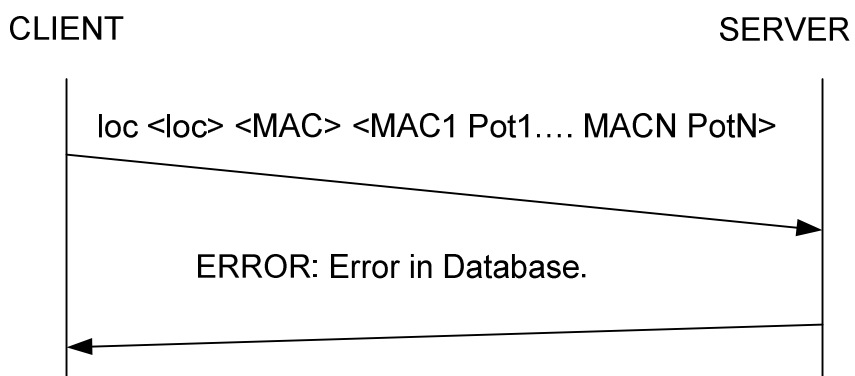 CLIENT SERVER
loc <loc> <MAC> <MAC1 Pot1.... MACN PotN>
ERROR: Error in Database.